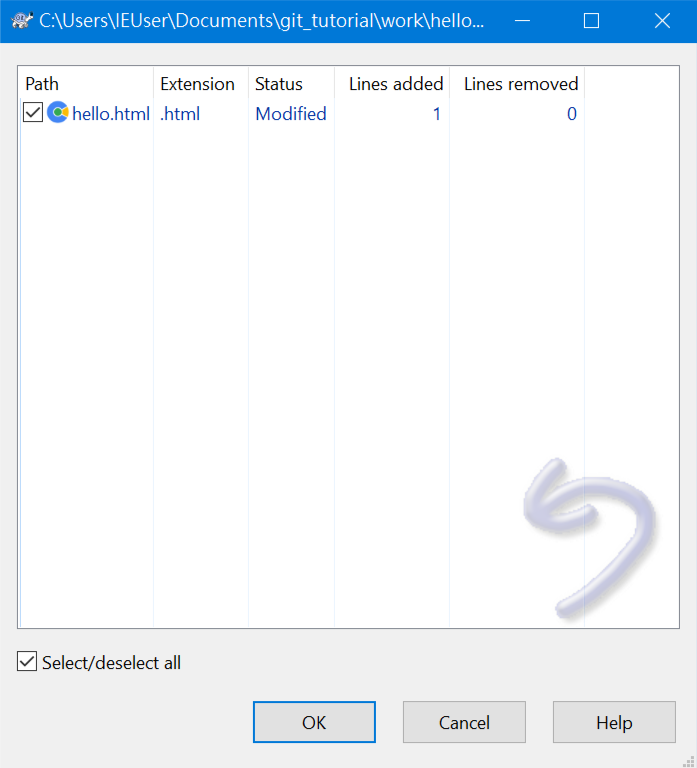 C:\Users\IEUser\Documents\git_tutorial\work\hello...
Path Extension Status Lines added Lines removed
hello.html .html Modified 1 0
Select/deselect all
OK Cancel Help